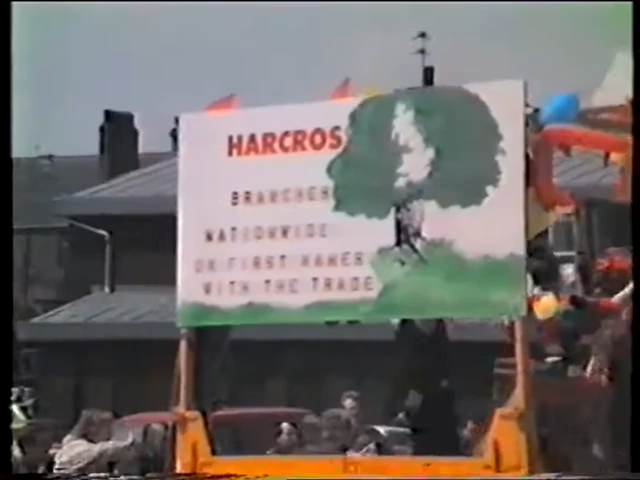 HARCROS
BRANCHES
NATIONWIDE
ON FIRST NAMES
WITH THE TRADE